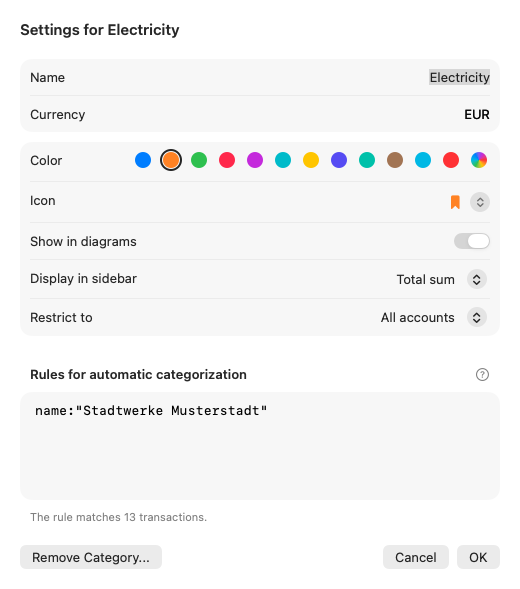 Settings for Electricity
Name Electricity
Currency EUR
Color
Icon
Show in diagrams
Display in sidebar Total sum
Restrict to All accounts
Rules for automatic categorization ?
name:"Stadtwerke Musterstadt"
The rule matches 13 transactions.
Remove Category... Cancel OK